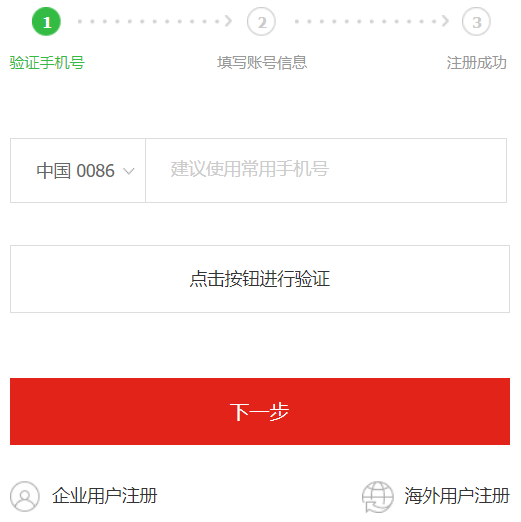 1 2 3
验证手机号 填写账号信息 注册成功
中国 0086 建议使用常用手机号
点击按钮进行验证
下一步
企业用户注册 海外用户注册